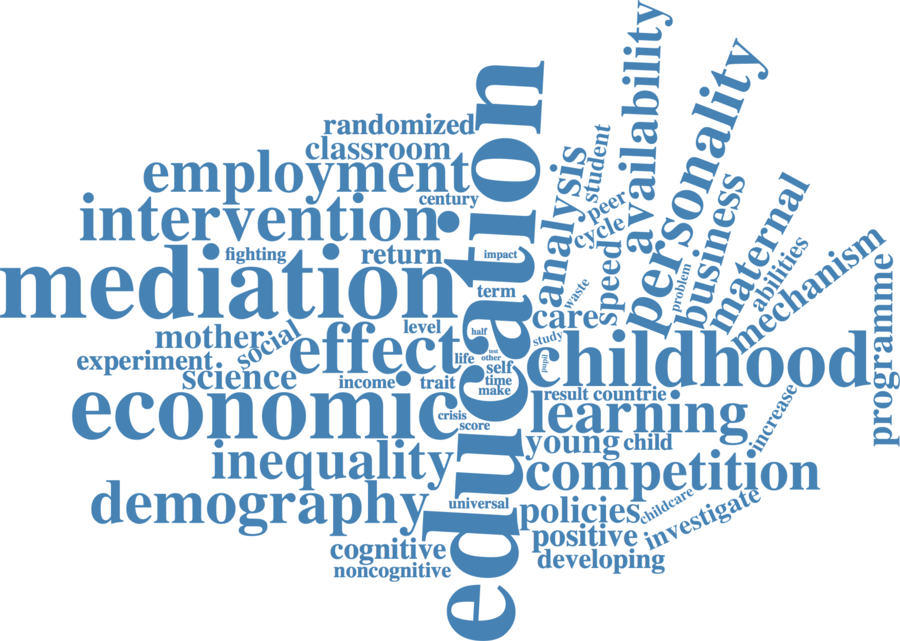 randomized
classroom
employment
century
intervention
fighting
return
mediation
education
impact
term
mother
social
level
half
experiment
effect
life
test
other
self
science
income
trait
time
make
economic
crisis
score
inequality
demography
universal
cognitive
noncognitive
availability
personality
student
analysis
peer
cycle
speed
business
maternal
problem
abilities
mechanism
waste
care
study
pupil
childhood
programme
result countrie
learning
increase
young child
competition
policies
childcare
investigate
positive
developing